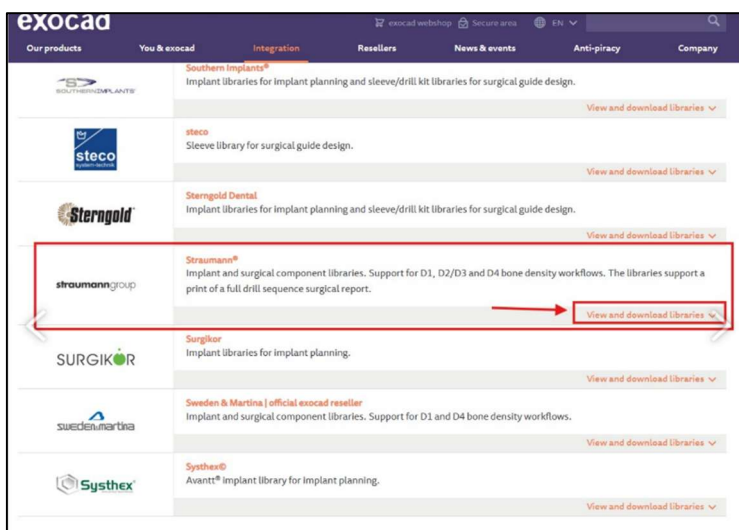 exocad
exocad webshop Secure area EN
Our products You & exocad Integration Resellers News & events Anti-piracy Company
Southern Implants®
SOUTHERN IMPLANTS®
Implant libraries for implant planning and sleeve/drill kit libraries for surgical guide design.
View and download libraries
steco
system-technik
steco
Sleeve library for surgical guide design.
View and download libraries
Sterngold®
Sterngold Dental
Implant libraries for implant planning and sleeve/drill kit libraries for surgical guide design.
View and download libraries
straumanngroup
Straumann®
Implant and surgical component libraries. Support for D1, D2/D3 and D4 bone density workflows. The libraries support a
print of a full drill sequence surgical report.
View and download libraries
SURGIKOR
Surgikor
Implant libraries for implant planning.
View and download libraries
sweden&martina
Sweden & Martina | official exocad reseller
Implant and surgical component libraries. Support for D1 and D4 bone density workflows.
View and download libraries
Systhex®
Systhex©
Avantt® implant library for implant planning.
View and download libraries